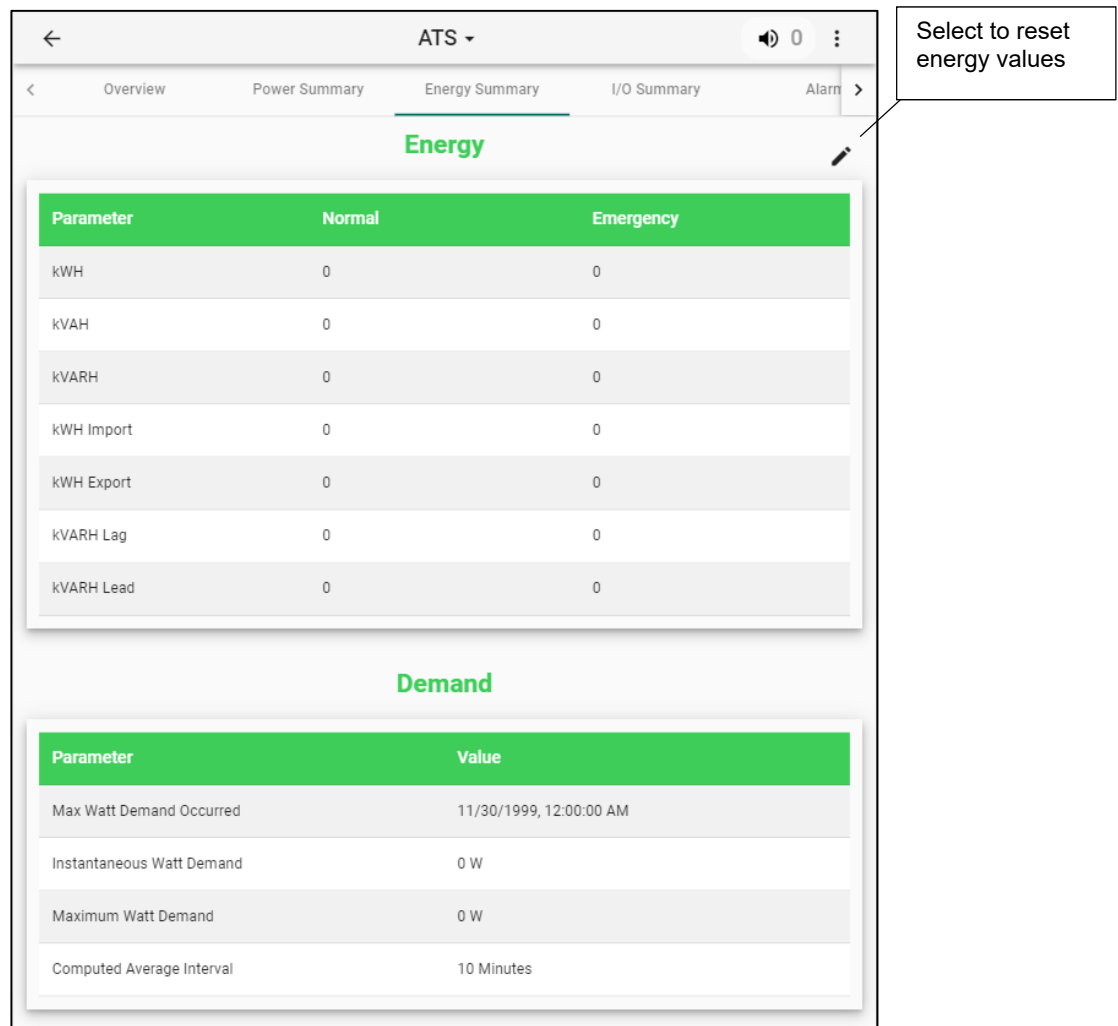 ATS 0
Select to reset
energy values
Overview Power Summary Energy Summary I/O Summary Alarm
Energy
Parameter Normal Emergency
kWH 0 0
kVAH 0 0
kVARH 0 0
kWH Import 0 0
kWH Export 0 0
kVARH Lag 0 0
kVARH Lead 0 0
Demand
Parameter Value
Max Watt Demand Occurred 11/30/1999, 12:00:00 AM
Instantaneous Watt Demand 0 W
Maximum Watt Demand 0 W
Computed Average Interval 10 Minutes